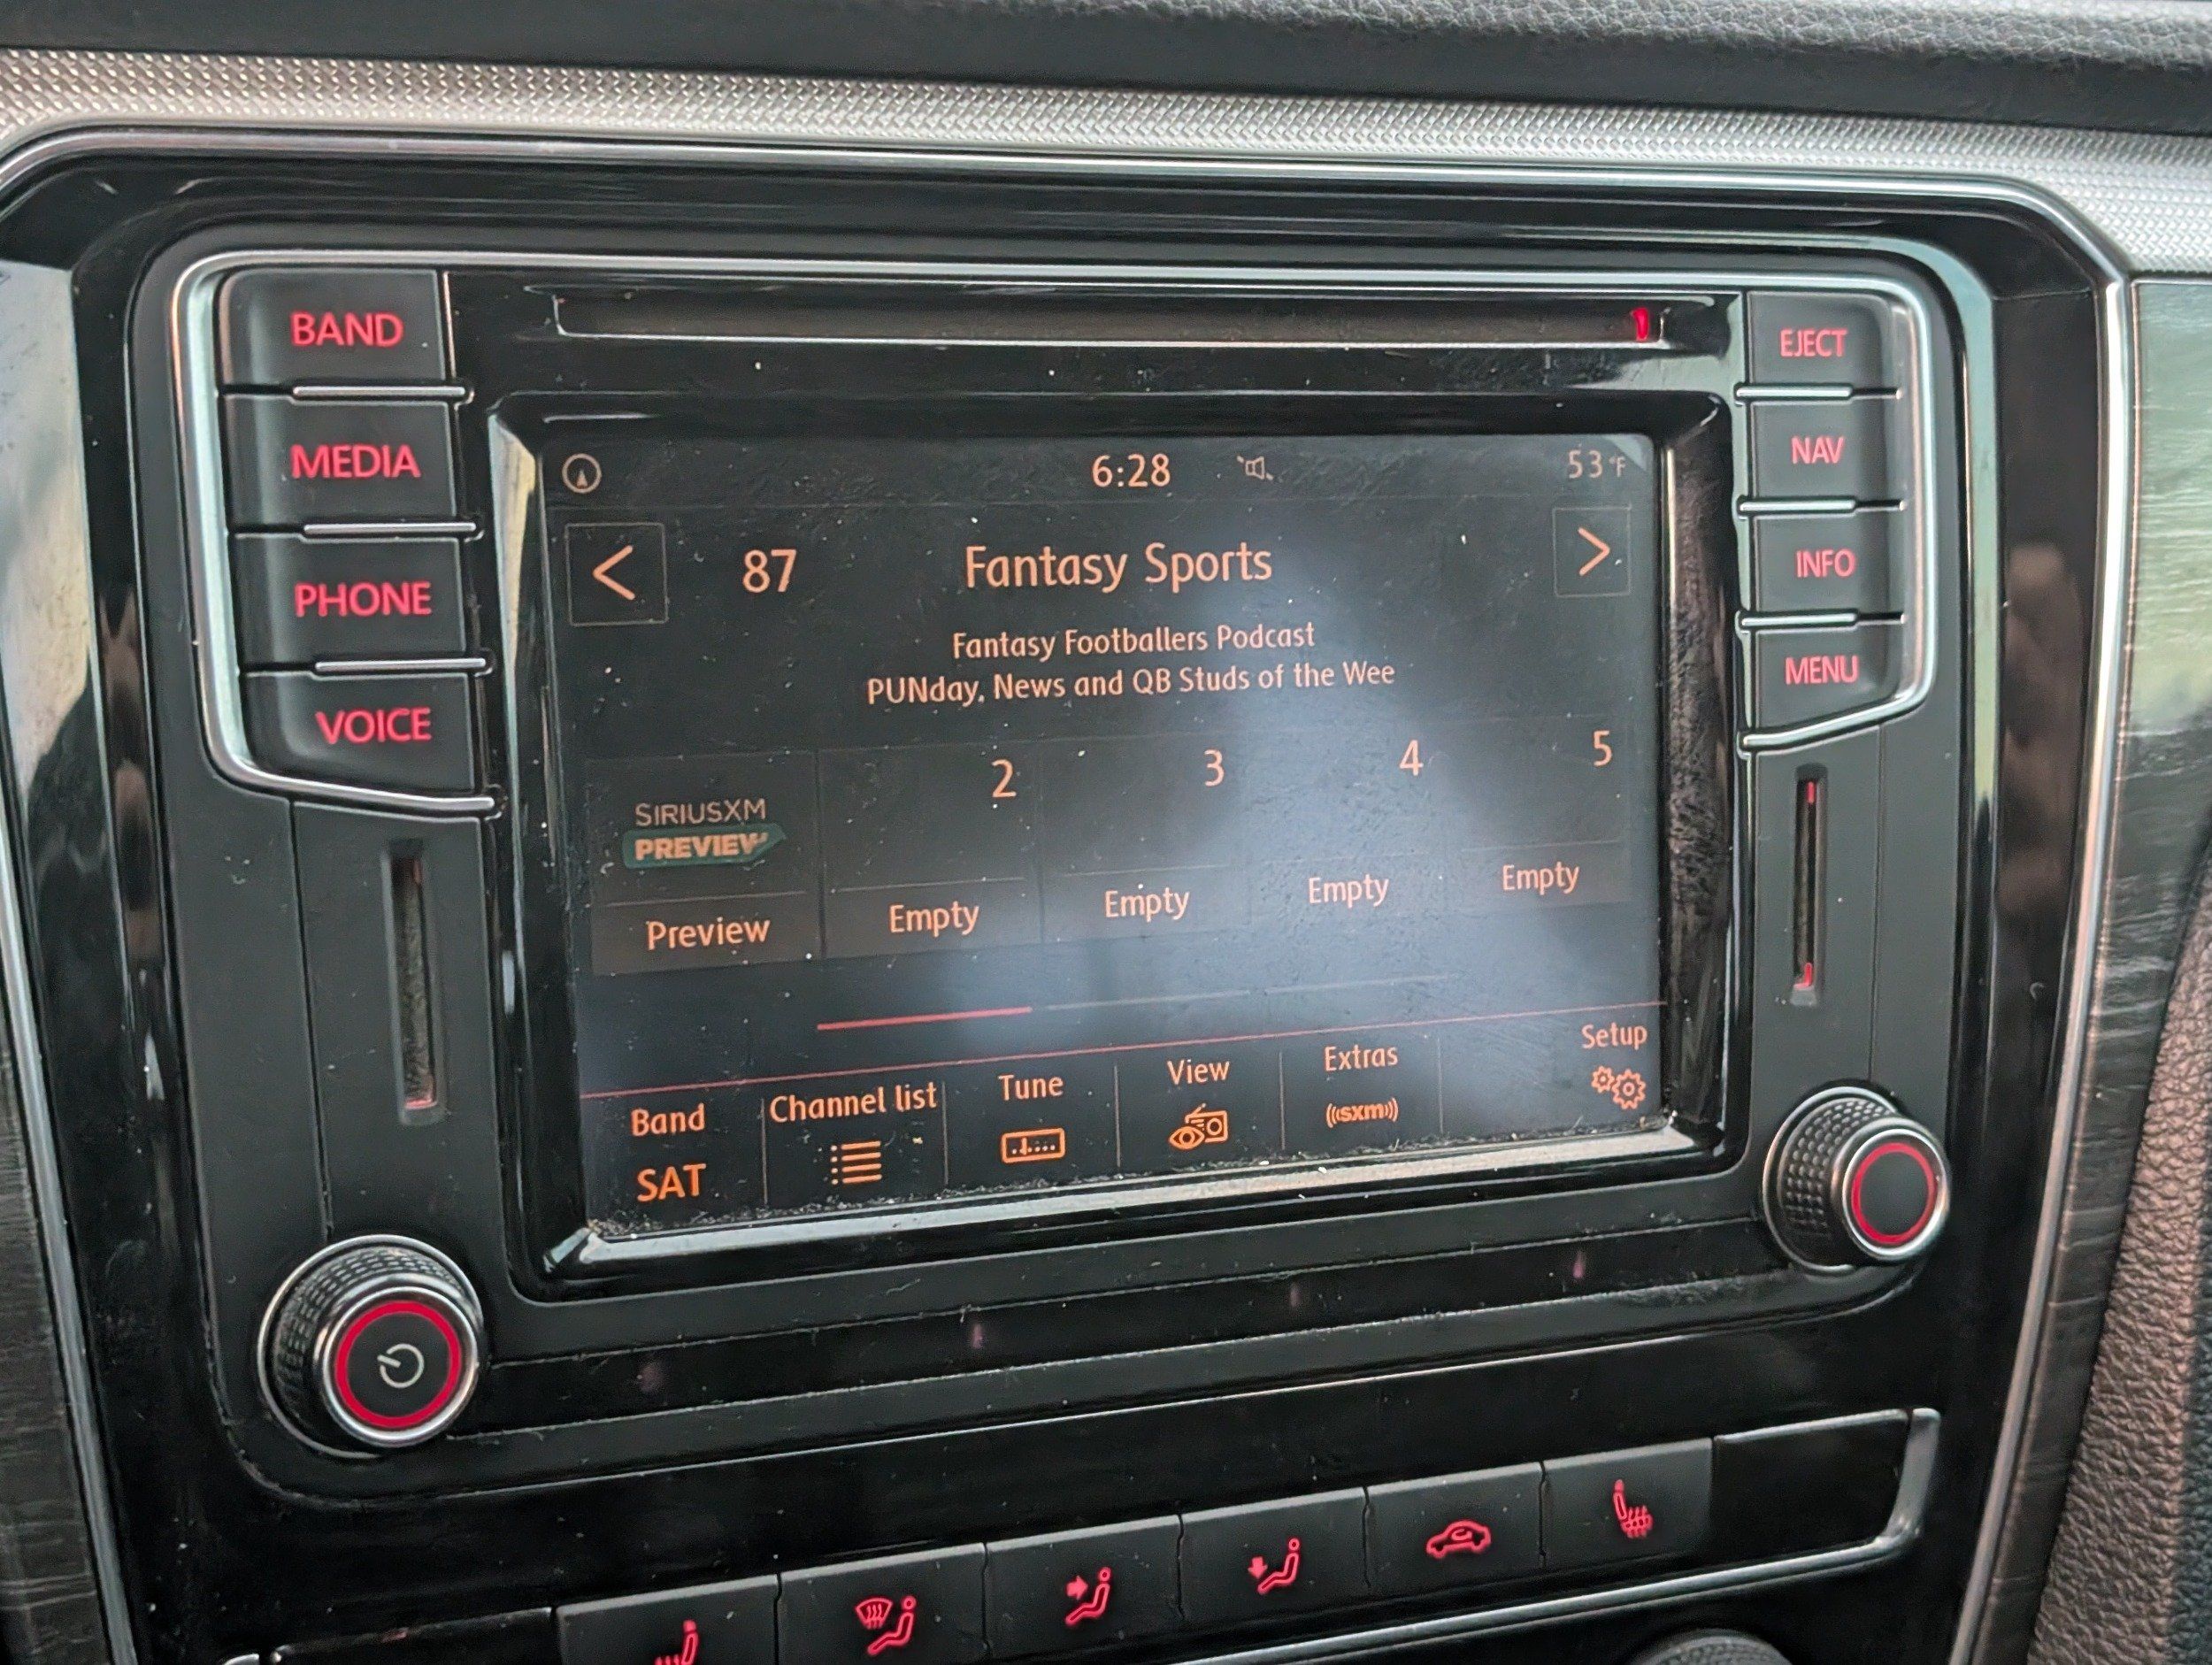 BAND
MEDIA
PHONE
VOICE
EJECT
NAV
INFO
MENU
6:28
53°F
87 Fantasy Sports
Fantasy Footballers Podcast
PUNday, News and QB Studs of the Wee
2 3 4 5
SIRIUSXM
PREVIEW
Preview Empty Empty Empty Empty
Band Channel list Tune View Extras Setup
SAT
((sxm))